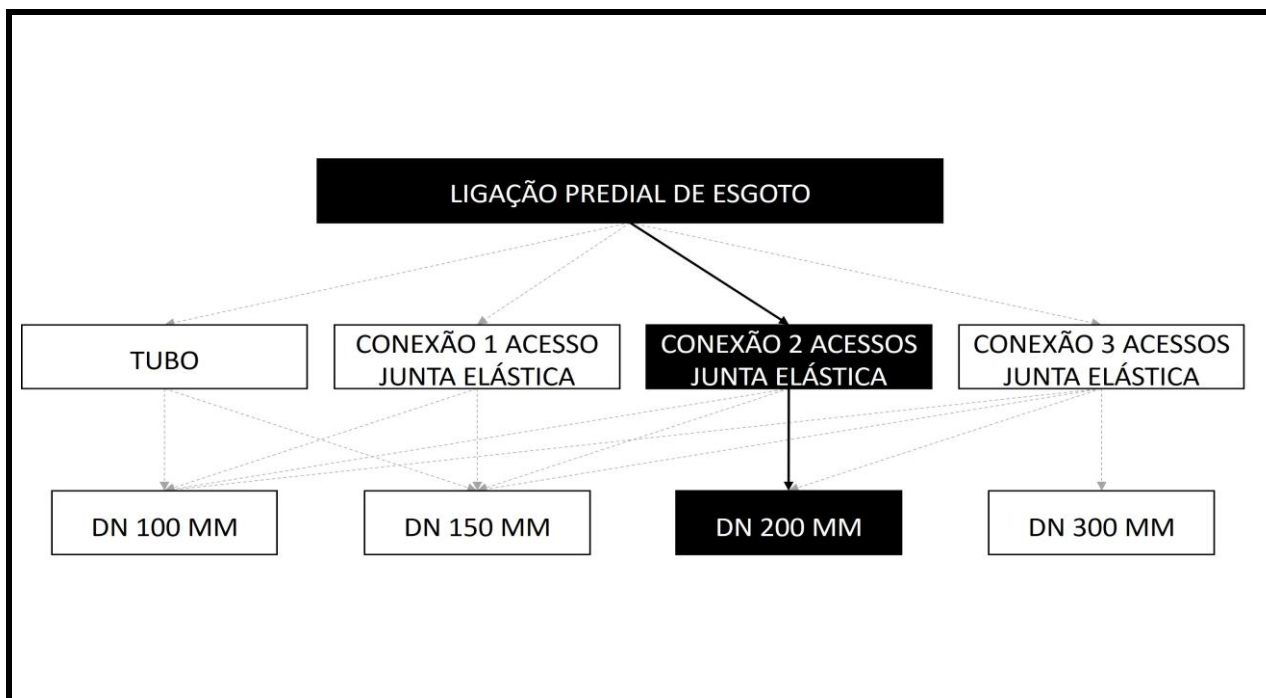 LIGAÇÃO PREDIAL DE ESGOTO
TUBO
CONEXÃO 1 ACESSO
JUNTA ELÁSTICA
CONEXÃO 2 ACESSOS
JUNTA ELÁSTICA
CONEXÃO 3 ACESSOS
JUNTA ELÁSTICA
DN 100 MM
DN 150 MM
DN 200 MM
DN 300 MM